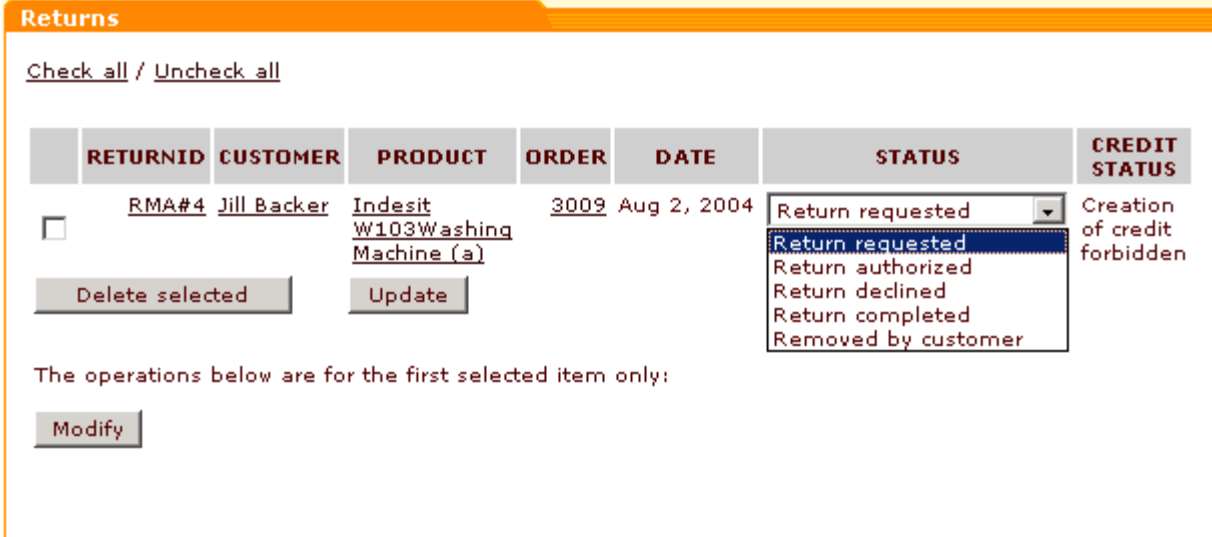 Returns
Check all / Uncheck all
RETURNID CUSTOMER PRODUCT ORDER DATE STATUS CREDIT
STATUS
RMA#4 Jill Backer Indesit 3009 Aug 2, 2004 Return requested Creation
W103Washing of credit
Machine (a) forbidden
Return requested
Return authorized
Return declined
Return completed
Removed by customer
Delete selected Update
The operations below are for the first selected item only:
Modify